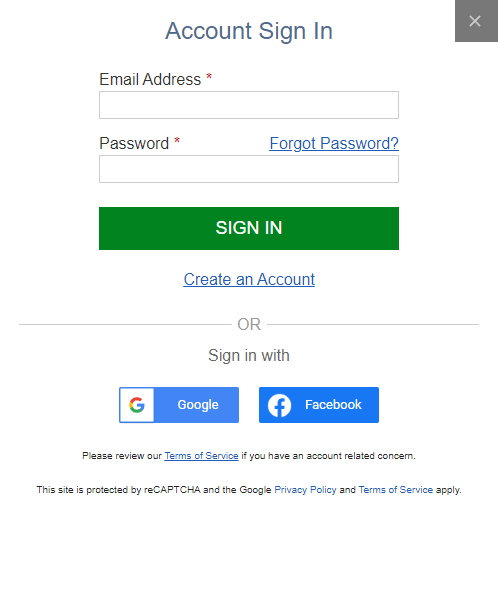 Account Sign In
×
Email Address *
Password *
Forgot Password?
SIGN IN
Create an Account
OR
Sign in with
Google
Facebook
Please review our Terms of Service if you have an account related concern.
This site is protected by reCAPTCHA and the Google Privacy Policy and Terms of Service apply.